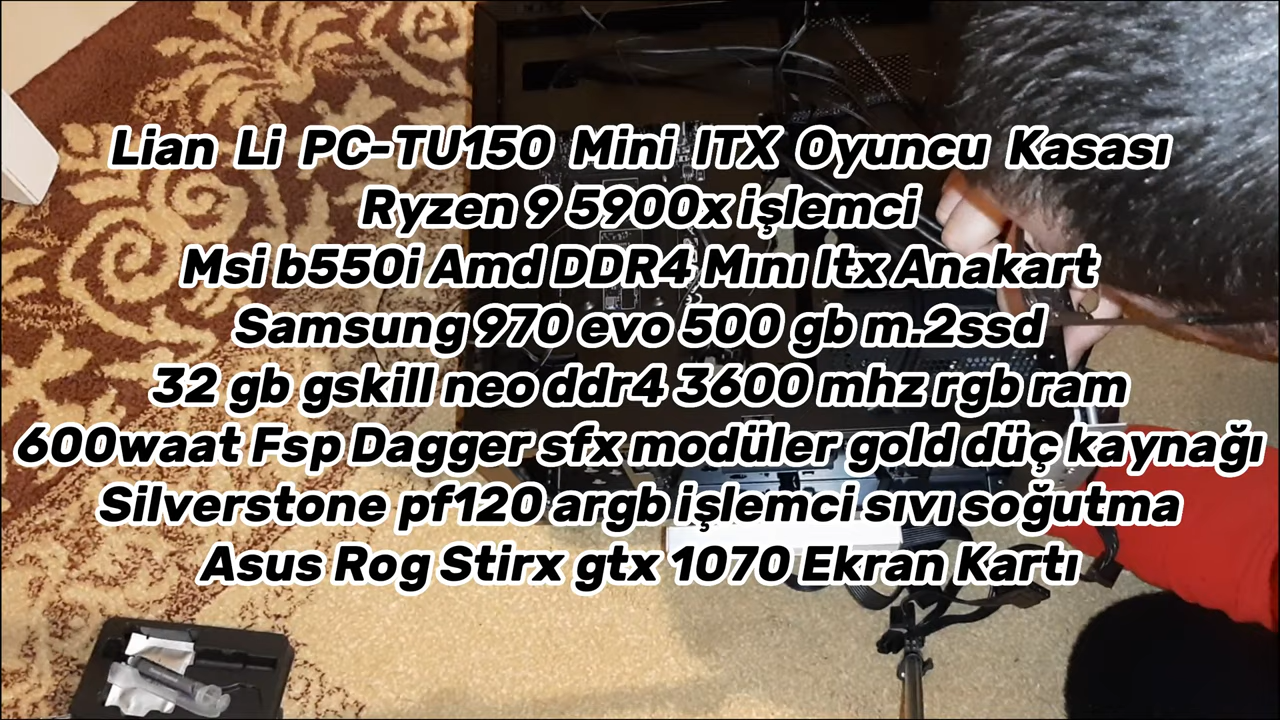 Lian Li PC-TU150 Mini ITX Oyuncu Kasası
Ryzen 9 5900x işlemci
Msi b550i Amd DDR4 Mını Itx Anakart
Samsung 970 evo 500 gb m.2ssd
32 gb gskill neo ddr4 3600 mhz rgb ram
600waat Fsp Dagger sfx modüler gold düç kaynağı
Silverstone pf120 argb işlemci sıvı soğutma
Asus Rog Stirx gtx 1070 Ekran Kartı